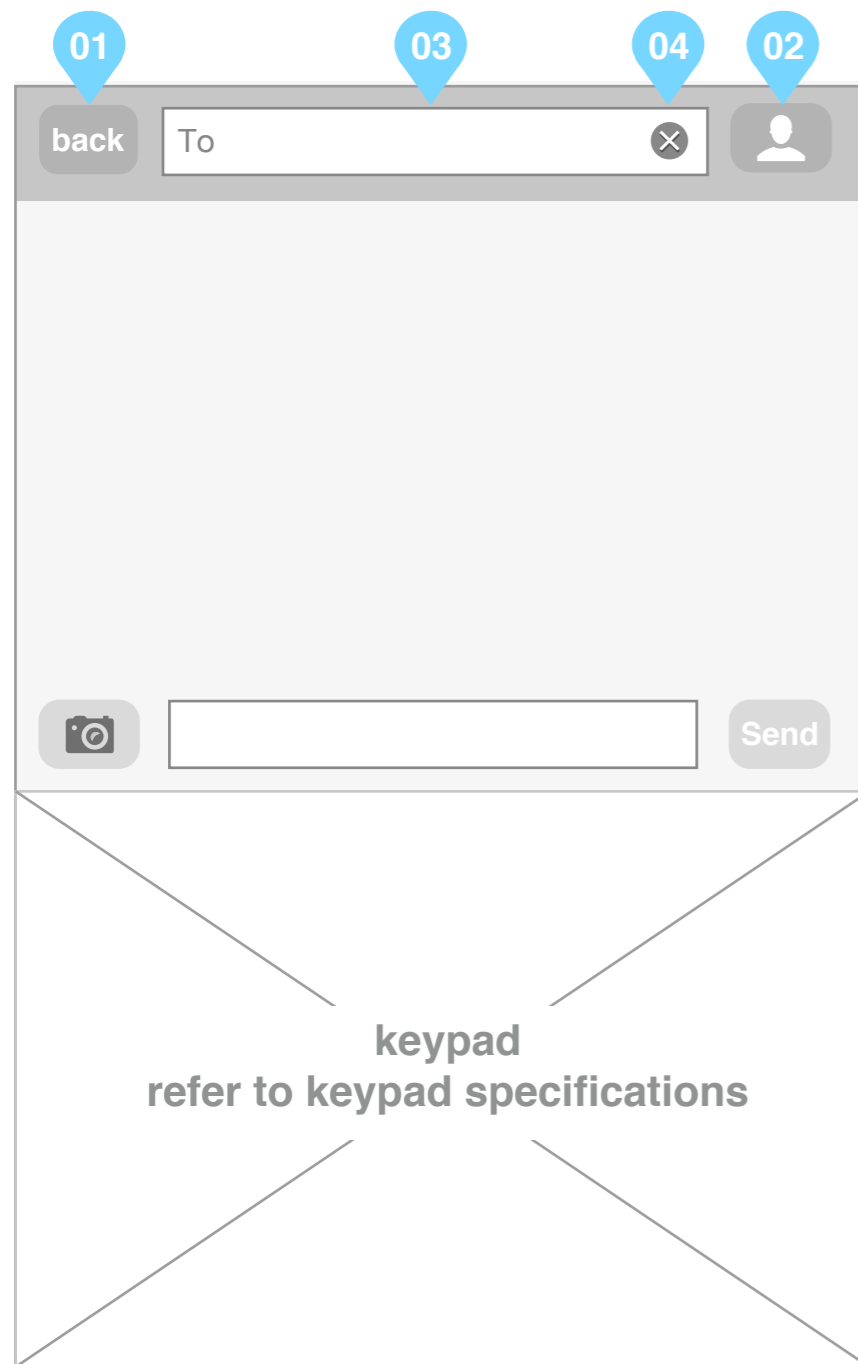 01
03
04
02
back
To
Send
keypad
refer to keypad specifications